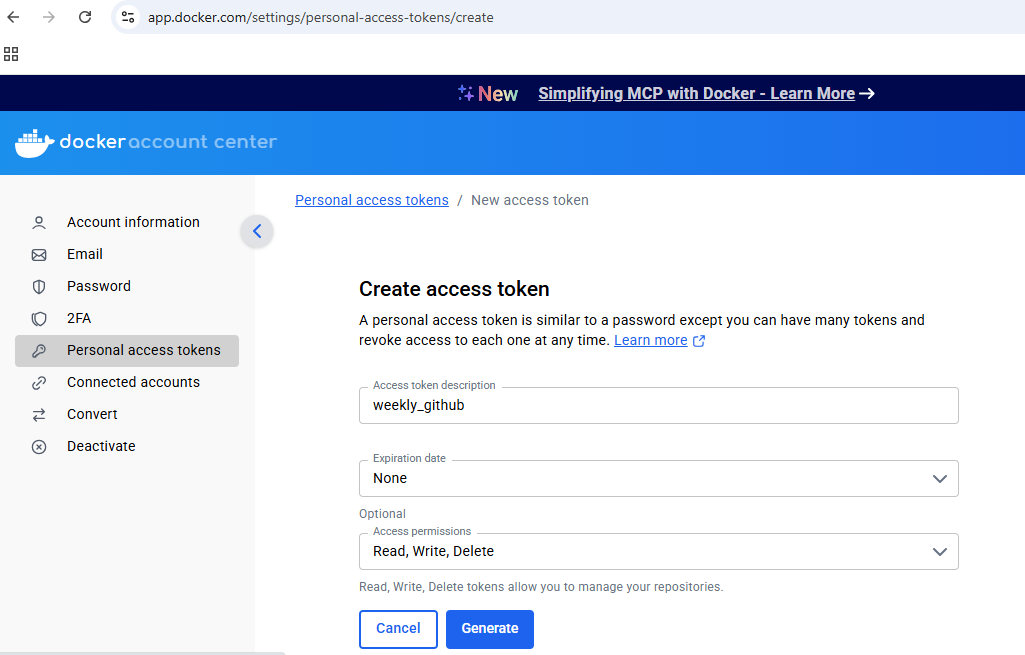 app.docker.com/settings/personal-access-tokens/create
New Simplifying MCP with Docker - Learn More →
docker account center
Account information
Email
Password
2FA
Personal access tokens
Connected accounts
Convert
Deactivate
Personal access tokens / New access token
Create access token
A personal access token is similar to a password except you can have many tokens and
revoke access to each one at any time. Learn more
Access token description
weekly_github
Expiration date
None
Optional
Access permissions
Read, Write, Delete
Read, Write, Delete tokens allow you to manage your repositories.
Cancel Generate